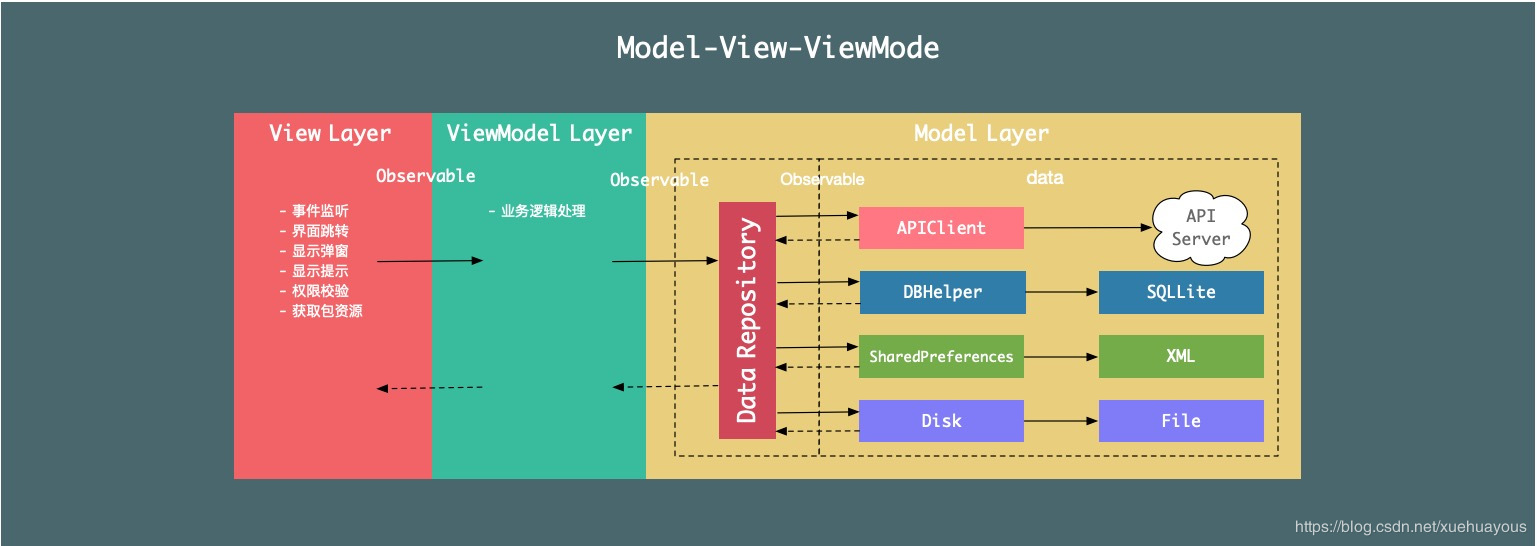 Model-View-ViewMode
View Layer
ViewModel Layer
Model Layer
Observable
Observable
Observable
data
- 事件监听
- 界面跳转
- 显示弹窗
- 显示提示
- 权限校验
- 获取包资源
- 业务逻辑处理
Data Repository
APIClient
API
Server
DBHelper
SQLLite
SharedPreferences
XML
Disk
File
https://blog.csdn.net/xuehuayous